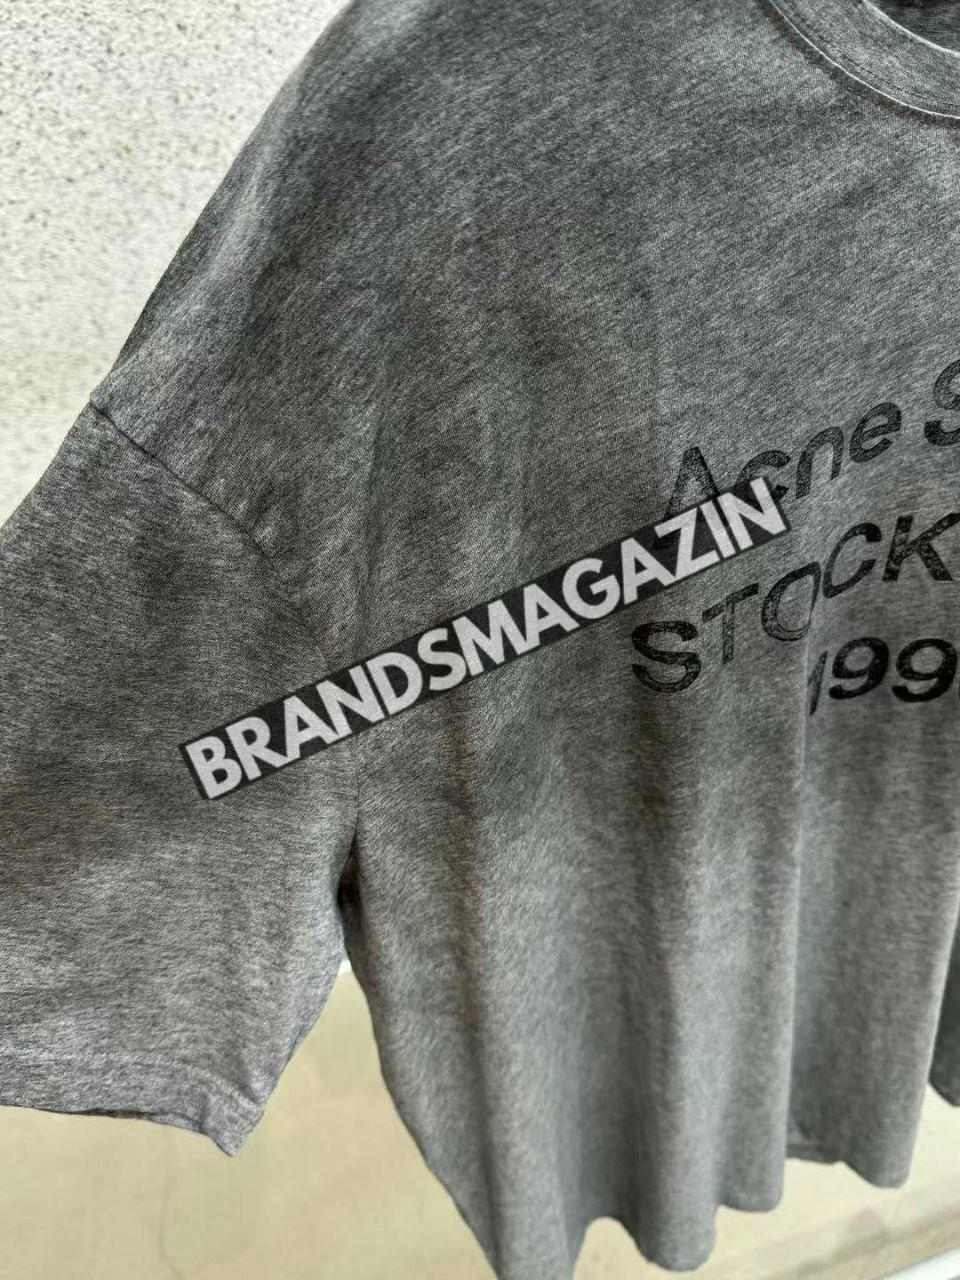 Acne S
STOCK
199
BRANDSMAGAZIN